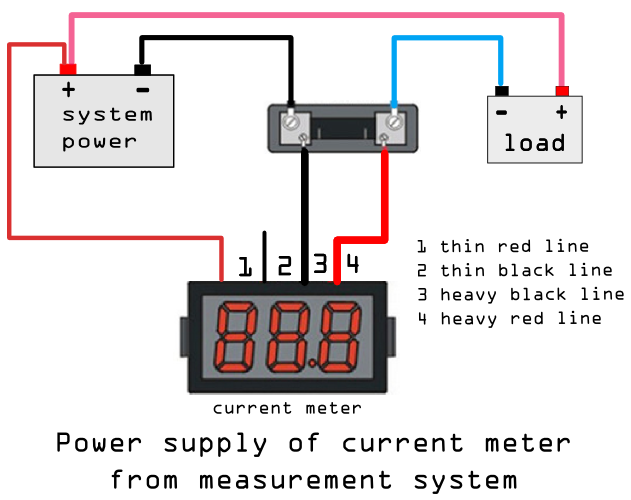 + -
system
power
- +
load
1 2 3 4
1 thin red line
2 thin black line
3 heavy black line
4 heavy red line
88.8
current meter
Power supply of current meter
from measurement system